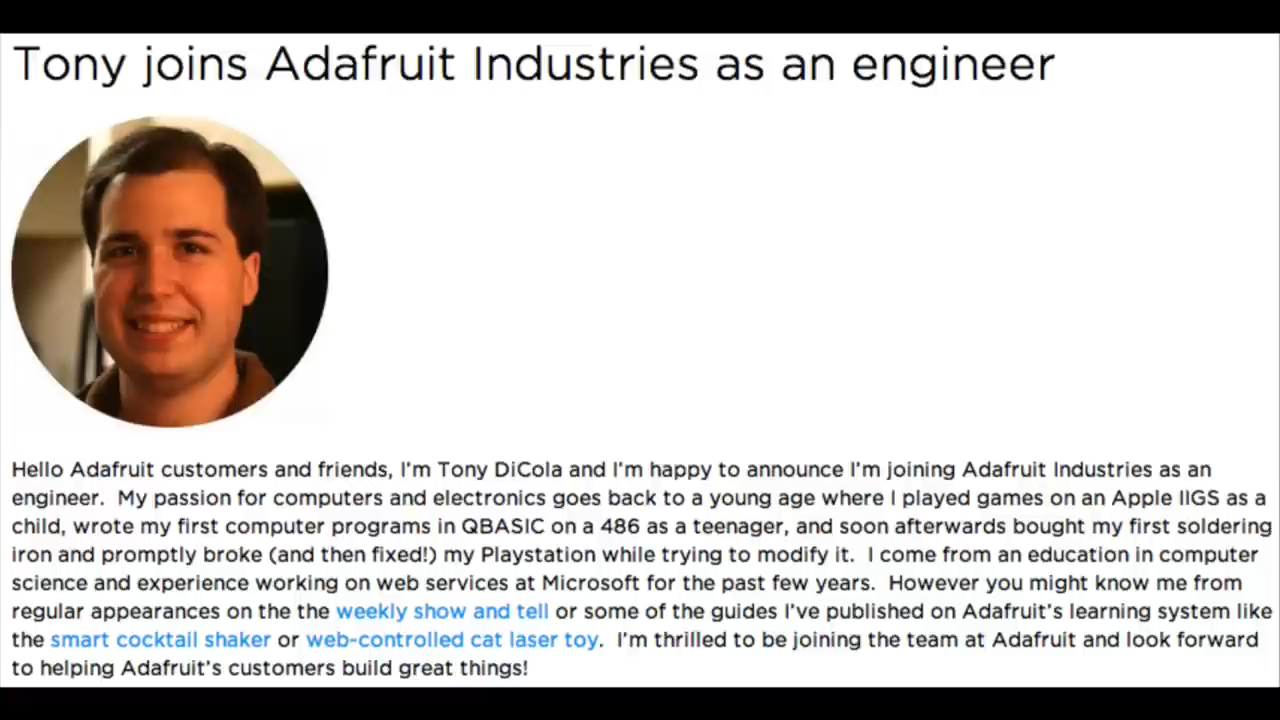 Tony joins Adafruit Industries as an engineer
Hello Adafruit customers and friends, I'm Tony DiCola and I'm happy to announce I'm joining Adafruit Industries as an
engineer.  My passion for computers and electronics goes back to a young age where I played games on an Apple IIGS as a
child, wrote my first computer programs in QBASIC on a 486 as a teenager, and soon afterwards bought my first soldering
iron and promptly broke (and then fixed!) my Playstation while trying to modify it.  I come from an education in computer
science and experience working on web services at Microsoft for the past few years.  However you might know me from
regular appearances on the the weekly show and tell or some of the guides I've published on Adafruit's learning system like
the smart cocktail shaker or web-controlled cat laser toy.  I'm thrilled to be joining the team at Adafruit and look forward
to helping Adafruit's customers build great things!